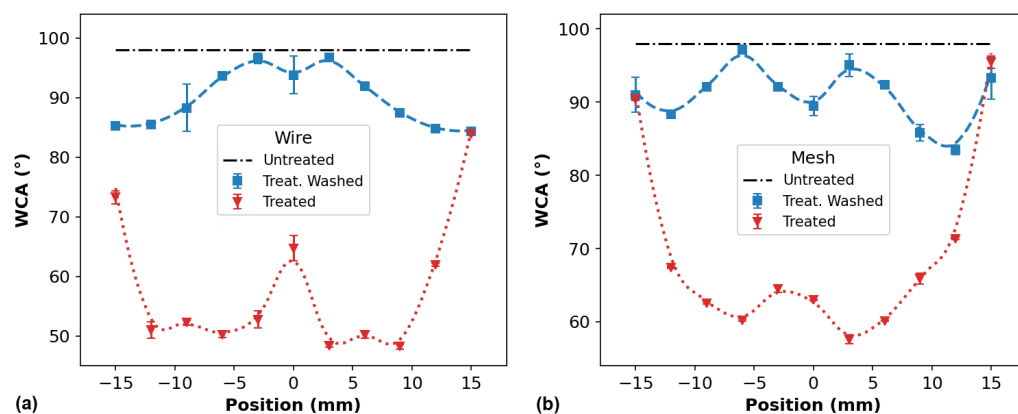 100
90
80
70
60
50
WCA (°)
Wire
Untreated
Treat. Washed
Treated
−15 −10 −5 0 5 10 15
Position (mm)
(a)
100
90
80
70
60
WCA (°)
Mesh
Untreated
Treat. Washed
Treated
−15 −10 −5 0 5 10 15
Position (mm)
(b)